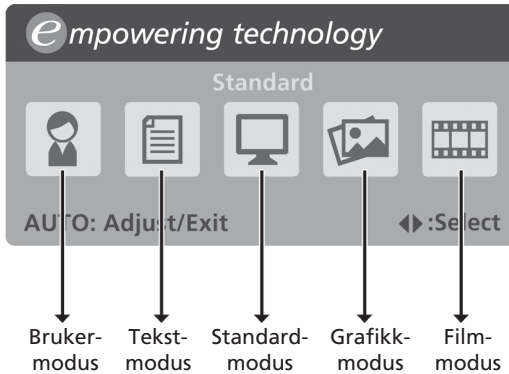 empowering technology
Standard
AUTO: Adjust/Exit
:Select
Bruker-
modus
Tekst-
modus
Standard-
modus
Grafikk-
modus
Film-
modus